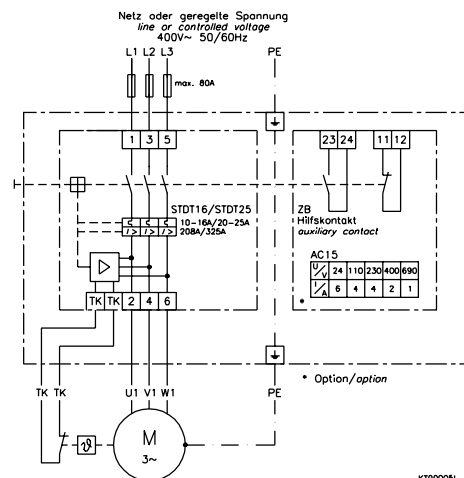 Netz oder geregelte Spannung
line or controlled voltage
400V~ 50/60Hz
L1 L2 L3 PE
max. 80A
1 3 5
23 24 11 12
STDT16/STDT25
10-16A/20-25A
208A/325A
I> I> I>
ZB
Hilfskontakt
auxiliary contact
AC15
U/V 24 110 230 400 690
I/A 6 4 4 2 1
*
TK TK 2 4 6
* Option/option
TK TK U1 V1 W1 PE
M
3~
ϑ